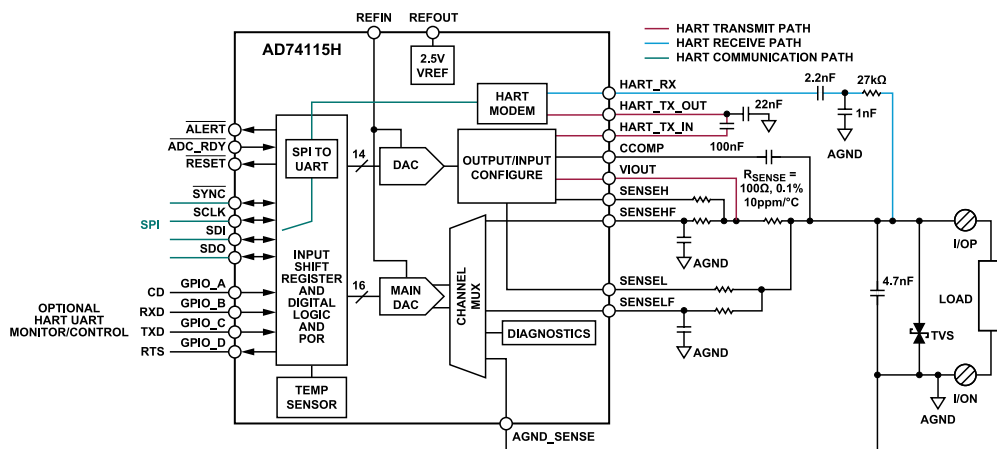 REFIN
REFOUT
AD74115H
2.5V
VREF
HART TRANSMIT PATH
HART RECEIVE PATH
HART COMMUNICATION PATH
HART
MODEM
HART_RX
HART_TX_OUT
HART_TX_IN
CCOMP
VIOUT
SENSEH
SENSEHF
SENSEL
SENSELF
2.2nF
27kΩ
1nF
AGND
22nF
100nF
RSENSE =
100Ω, 0.1%
10ppm/°C
ALERT
ADC_RDY
RESET
SYNC
SCLK
SDI
SDO
SPI
SPI TO
UART
14
DAC
OUTPUT/INPUT
CONFIGURE
INPUT
SHIFT
REGISTER
AND
DIGITAL
LOGIC
AND
POR
16
MAIN
DAC
CHANNEL
MUX
DIAGNOSTICS
AGND
AGND
OPTIONAL
HART UART
MONITOR/CONTROL
CD
RXD
TXD
RTS
GPIO_A
GPIO_B
GPIO_C
GPIO_D
TEMP
SENSOR
AGND_SENSE
4.7nF
TVS
I/OP
LOAD
I/ON
AGND